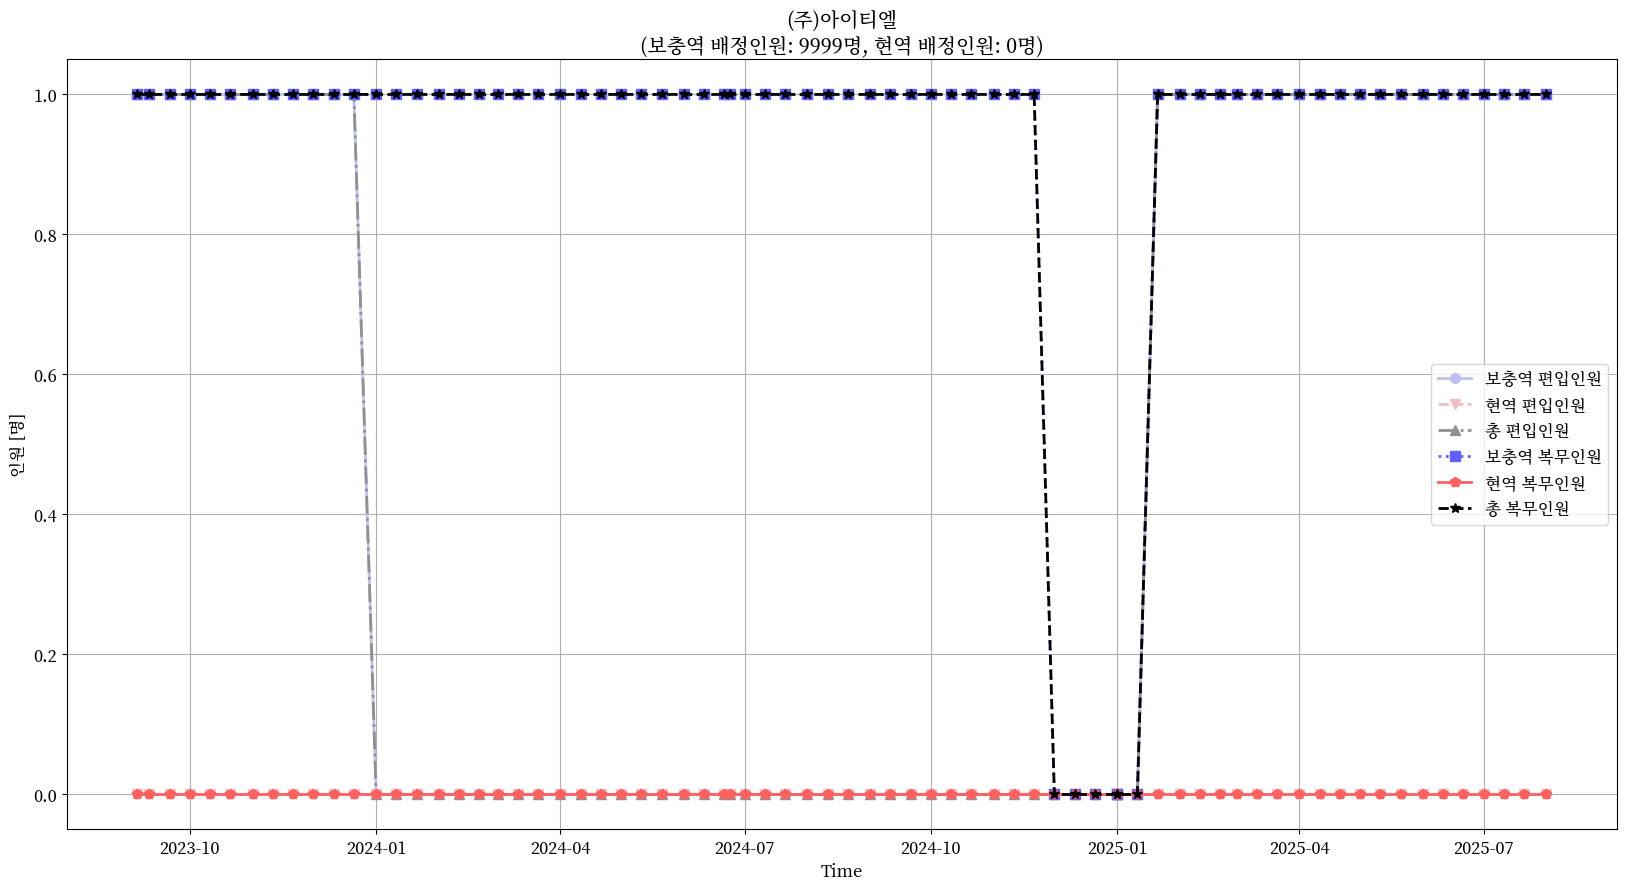 (주)아이티엘
(보충역 배정인원: 9999명, 현역 배정인원: 0명)
인원 [명]
1.0
0.8
0.6
0.4
0.2
0.0
보충역 편입인원
현역 편입인원
총 편입인원
보충역 복무인원
현역 복무인원
총 복무인원
2023-10
2024-01
2024-04
2024-07
2024-10
2025-01
2025-04
2025-07
Time